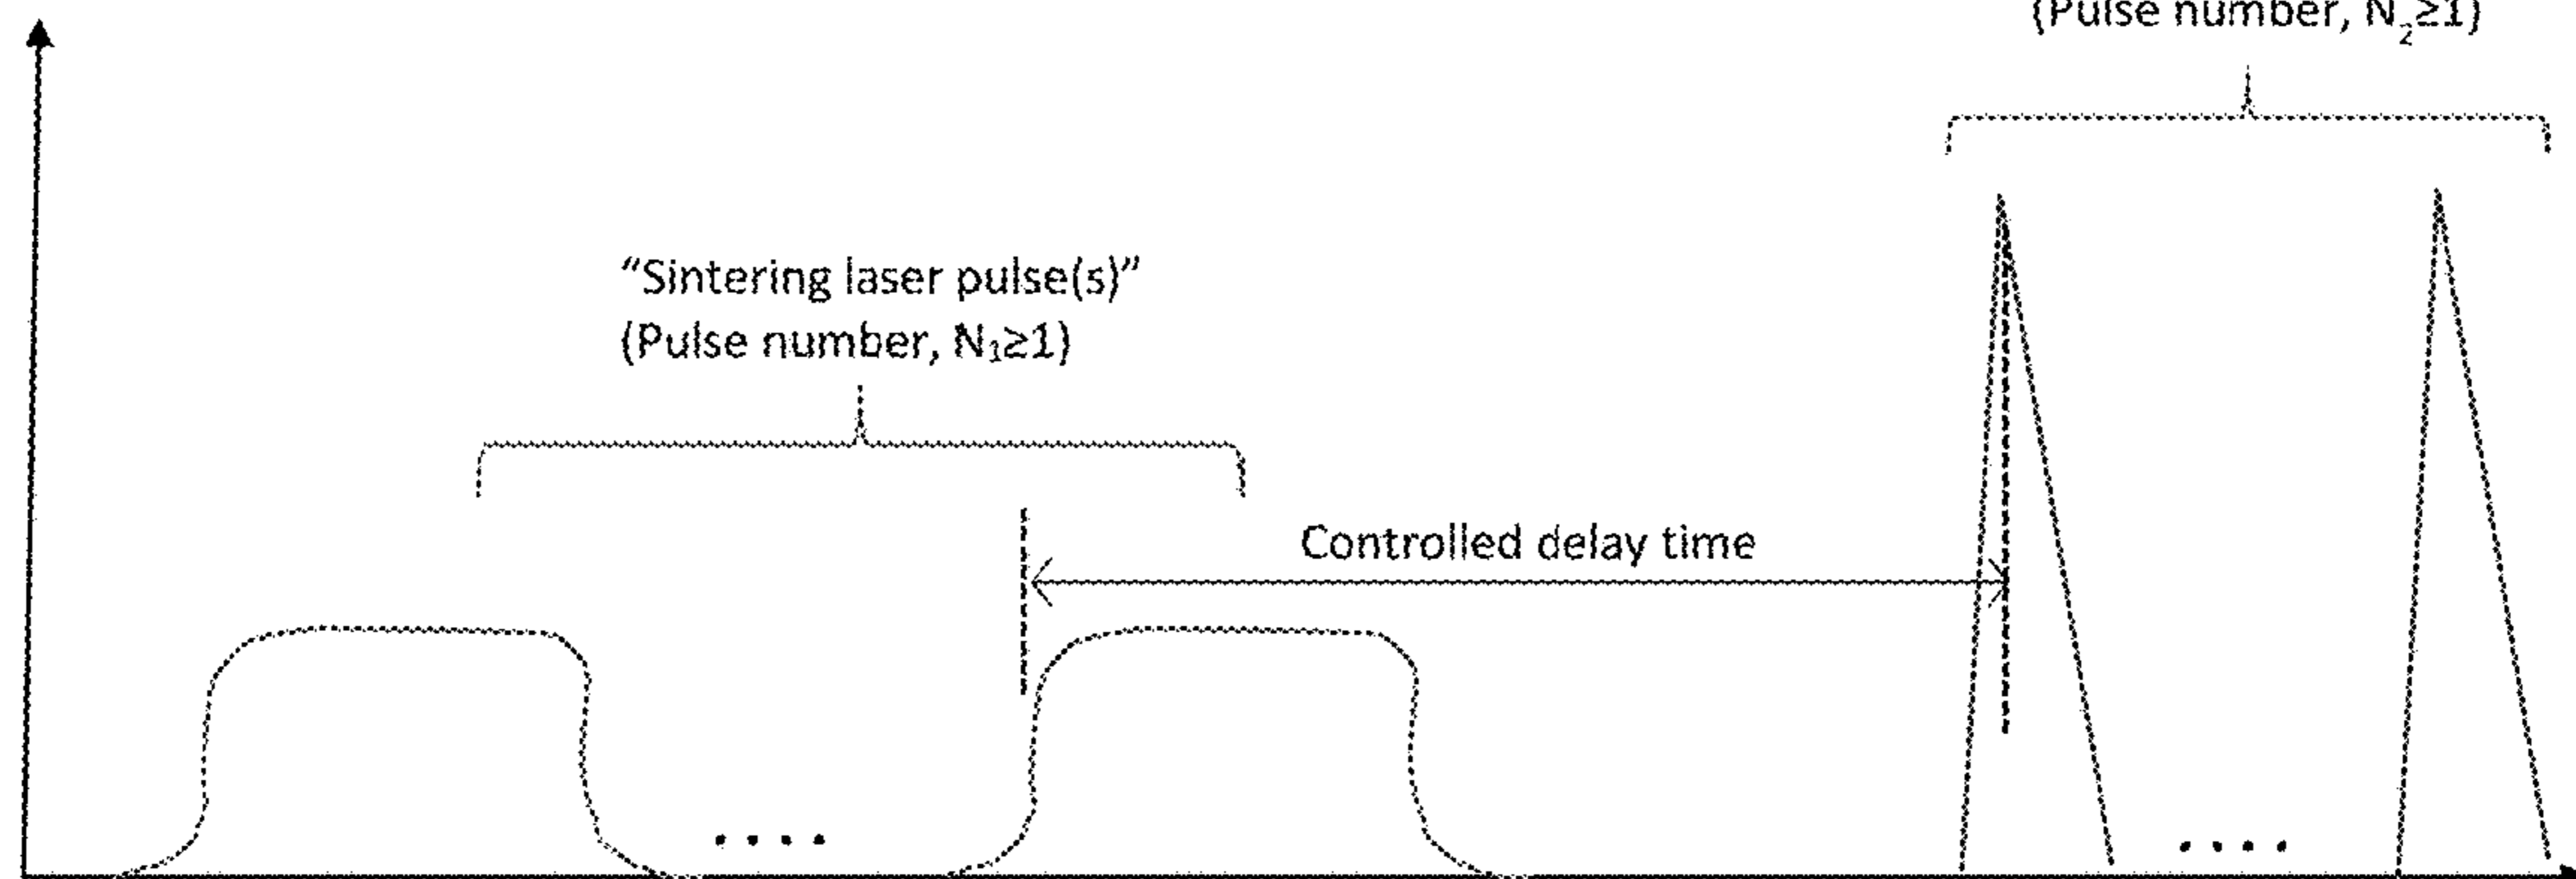 (Pulse number, N₂≥1)
“Sintering laser pulse(s)”
(Pulse number, N₁≥1)
Controlled delay time